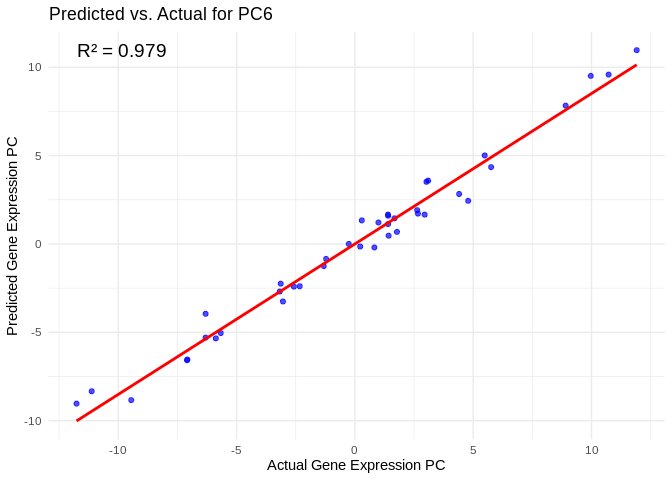 Predicted vs. Actual for PC6
R² = 0.979
10
5
0
-5
-10
Predicted Gene Expression PC
-10 -5 0 5 10
Actual Gene Expression PC